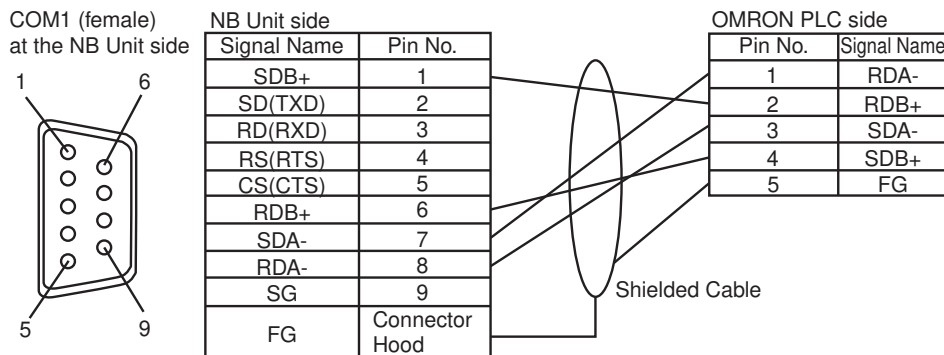 COM1 (female)
at the NB Unit side
1
6
5
9
NB Unit side
Signal Name Pin No.
SDB+ 1
SD(TXD) 2
RD(RXD) 3
RS(RTS) 4
CS(CTS) 5
RDB+ 6
SDA- 7
RDA- 8
SG 9
FG Connector
Hood
Shielded Cable
OMRON PLC side
Pin No. Signal Name
1 RDA-
2 RDB+
3 SDA-
4 SDB+
5 FG